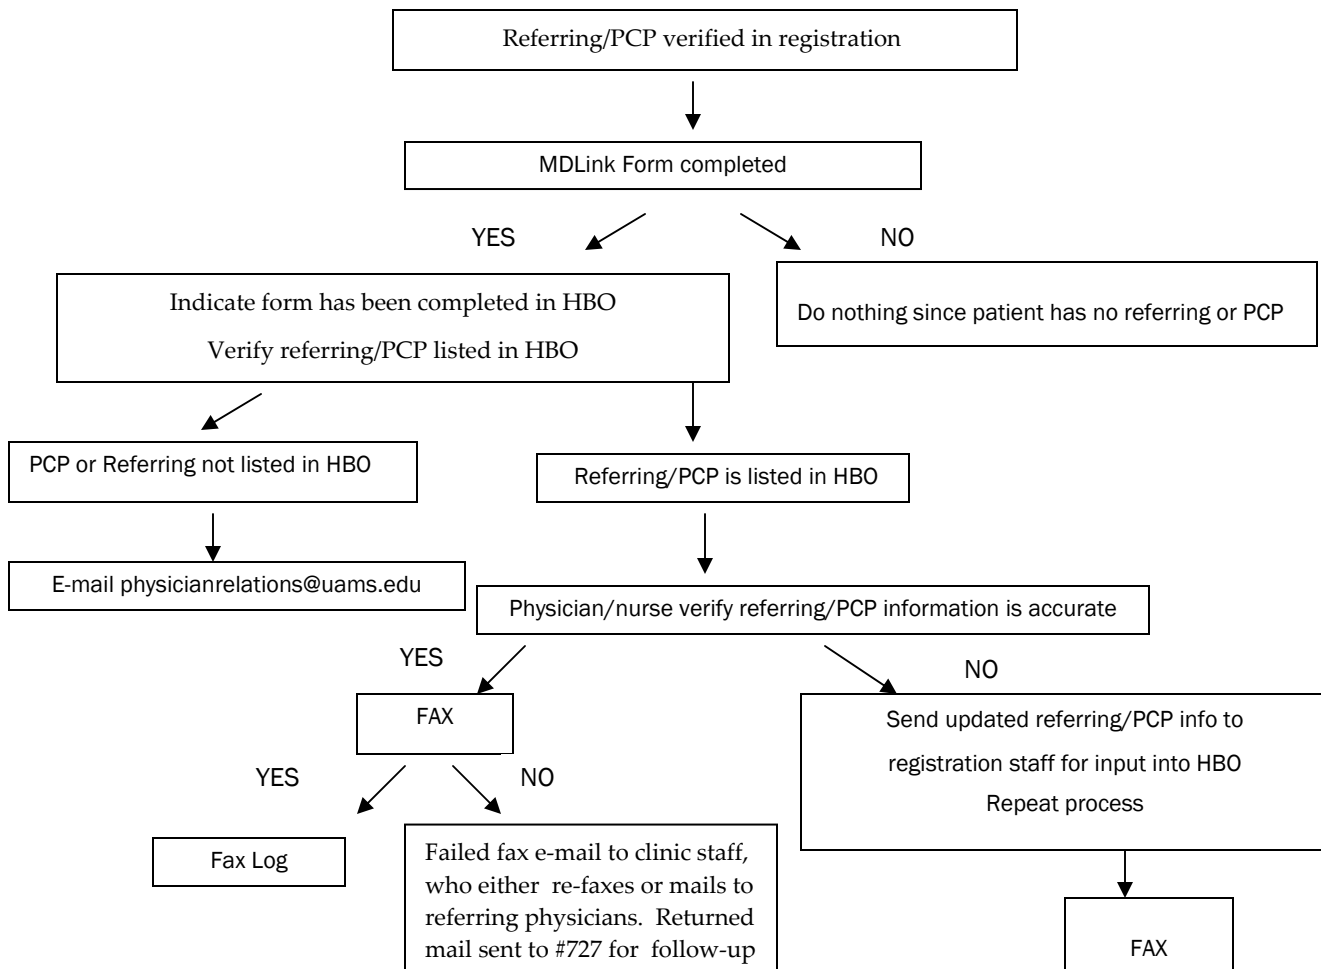 Referring/PCP verified in registration
MDLink Form completed
YES
NO
Indicate form has been completed in HBO
Verify referring/PCP listed in HBO
Do nothing since patient has no referring or PCP
PCP or Referring not listed in HBO
Referring/PCP is listed in HBO
E-mail physicianrelations@uams.edu
Physician/nurse verify referring/PCP information is accurate
YES
NO
FAX
Send updated referring/PCP info to
registration staff for input into HBO
Repeat process
YES
NO
Fax Log
Failed fax e-mail to clinic staff,
who either re-faxes or mails to
referring physicians. Returned
mail sent to #727 for follow-up
FAX